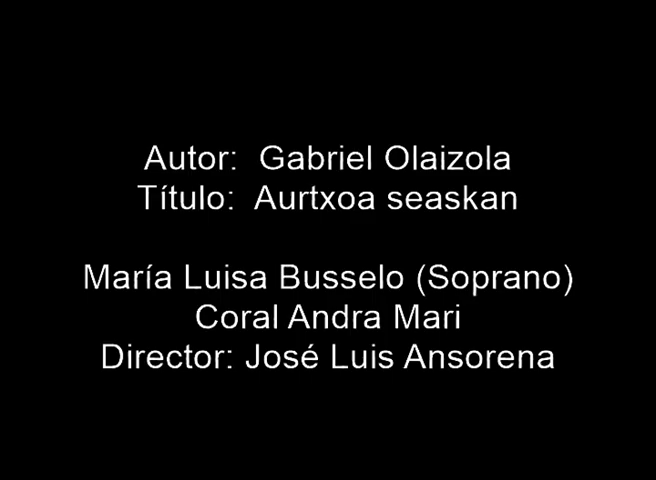 Autor: Gabriel Olaizola
Título: Aurtxoa seaskan
María Luisa Busselo (Soprano)
Coral Andra Mari
Director: José Luis Ansorena